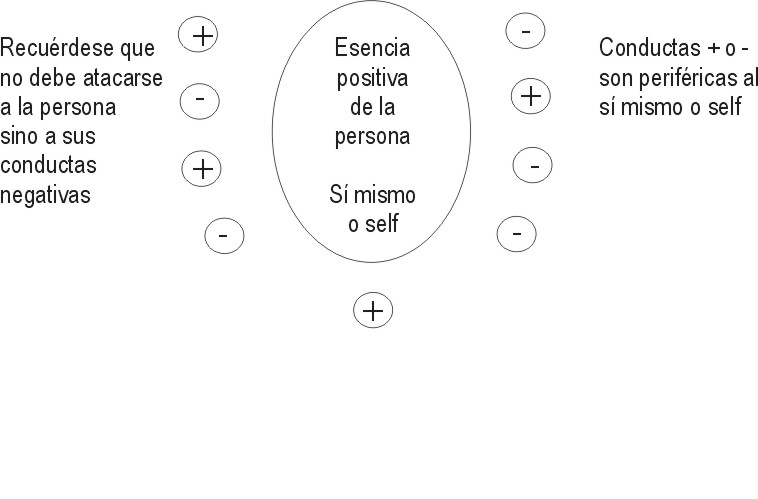 Recuérdese que
no debe atacarse
a la persona
sino a sus
conductas
negativas
+
-
+
-
Esencia
positiva
de la
persona
Sí mismo
o self
+
-
+
-
-
Conductas + o -
son periféricas al
sí mismo o self